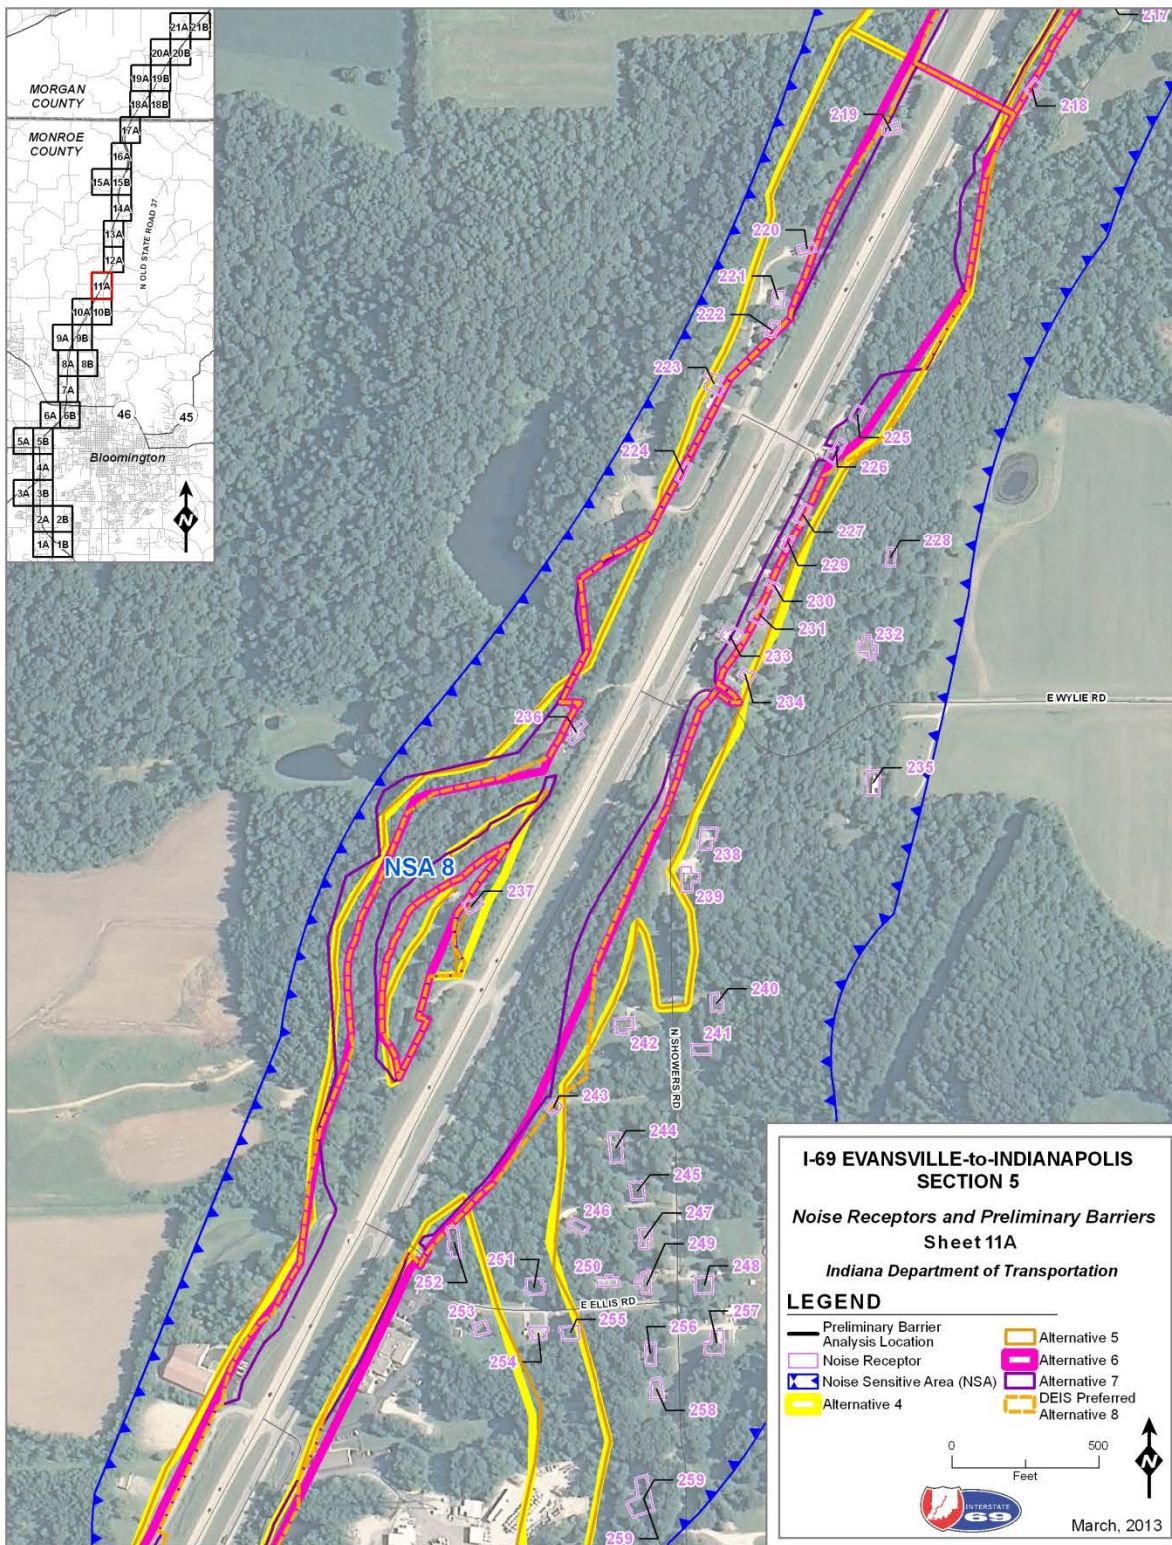 21A 21B
20A 20B
19A 19B
MORGAN
COUNTY
18A 18B
MONROE
COUNTY
17A
16A
15A 15B
14A
13A
12A
N OLD STATE ROAD 37
11A
10A 10B
9A 9B
8A 8B
7A
6A 6B
46
45
5A 5B
Bloomington
4A
3A 3B
2A 2B
1A 1B
N
217
218
219
220
221
222
223
224
225
226
227
228
229
230
231
232
233
234
E WYLIE RD
235
236
NSA 8
237
238
239
240
241
242
N SHOWERS RD
243
244
245
246
247
248
249
250
251
252
253
E ELLIS RD
254
255
256
257
258
259
259
I-69 EVANSVILLE-to-INDIANAPOLIS
SECTION 5
Noise Receptors and Preliminary Barriers
Sheet 11A
Indiana Department of Transportation
LEGEND
Preliminary Barrier
Analysis Location
Noise Receptor
Noise Sensitive Area (NSA)
Alternative 4
Alternative 5
Alternative 6
Alternative 7
DEIS Preferred
Alternative 8
0 500
Feet
N
INTERSTATE
69
March, 2013